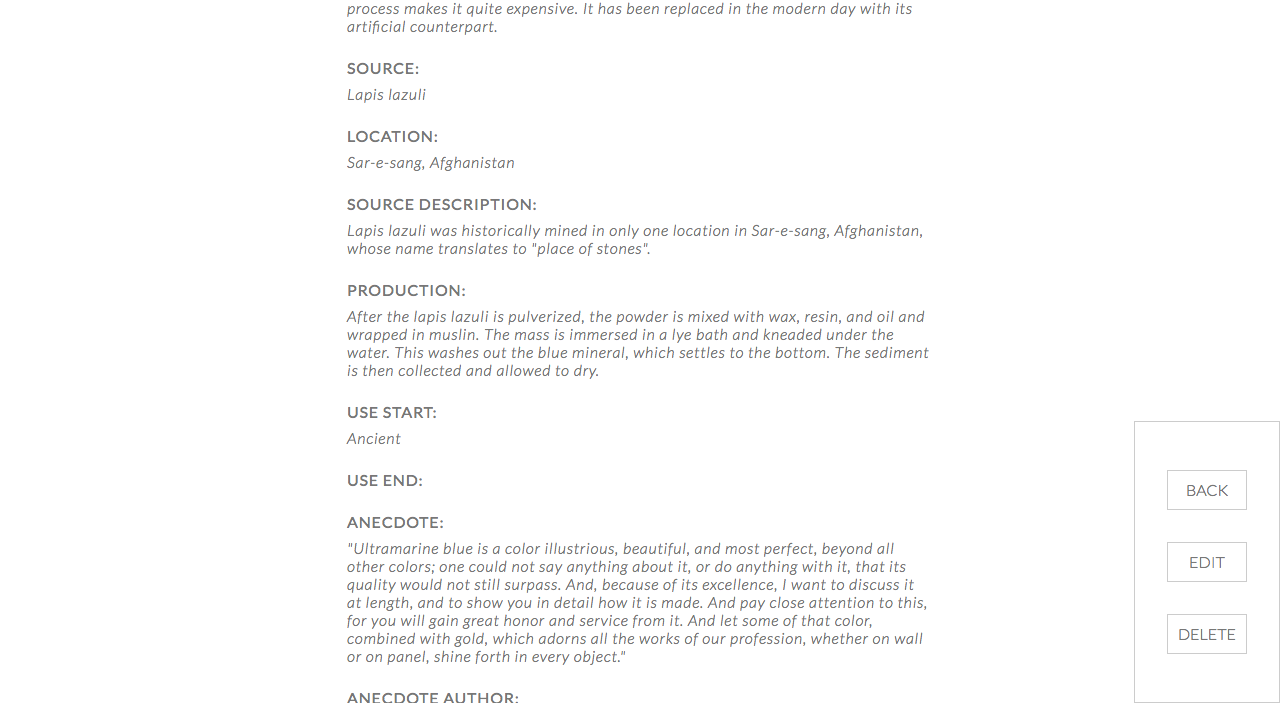 process makes it quite expensive. It has been replaced in the modern day with its
artificial counterpart.
SOURCE:
Lapis lazuli
LOCATION:
Sar-e-sang, Afghanistan
SOURCE DESCRIPTION:
Lapis lazuli was historically mined in only one location in Sar-e-sang, Afghanistan,
whose name translates to "place of stones".
PRODUCTION:
After the lapis lazuli is pulverized, the powder is mixed with wax, resin, and oil and
wrapped in muslin. The mass is immersed in a lye bath and kneaded under the
water. This washes out the blue mineral, which settles to the bottom. The sediment
is then collected and allowed to dry.
USE START:
Ancient
USE END:
ANECDOTE:
"Ultramarine blue is a color illustrious, beautiful, and most perfect, beyond all
other colors; one could not say anything about it, or do anything with it, that its
quality would not still surpass. And, because of its excellence, I want to discuss it
at length, and to show you in detail how it is made. And pay close attention to this,
for you will gain great honor and service from it. And let some of that color,
combined with gold, which adorns all the works of our profession, whether on wall
or on panel, shine forth in every object."
ANECDOTE AUTHOR:
BACK
EDIT
DELETE